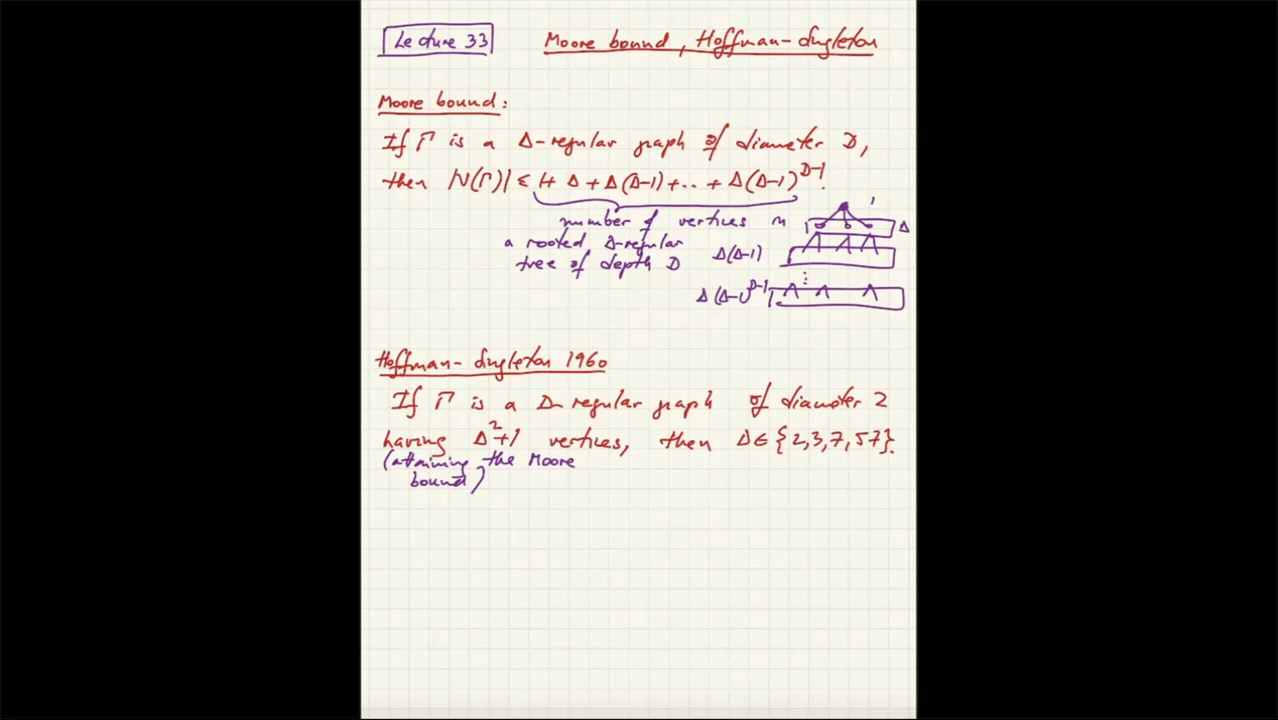 Lecture 33
Moore bound, Hoffman-Singleton
Moore bound:
If Γ is a Δ-regular graph of diameter D,
then |V(Γ)| ≤ 1+ Δ + Δ(Δ-1) + .. + Δ(Δ-1)^{D-1}.
number of vertices in
a rooted Δ-regular
tree of depth D
1
Δ
Δ(Δ-1)
⋮
Δ(Δ-1)^{D-1}
Hoffman-Singleton 1960
If Γ is a Δ-regular graph of diameter 2
having Δ²+1 vertices, then Δ∈{2,3,7,57}.
(attaining the Moore
bound)